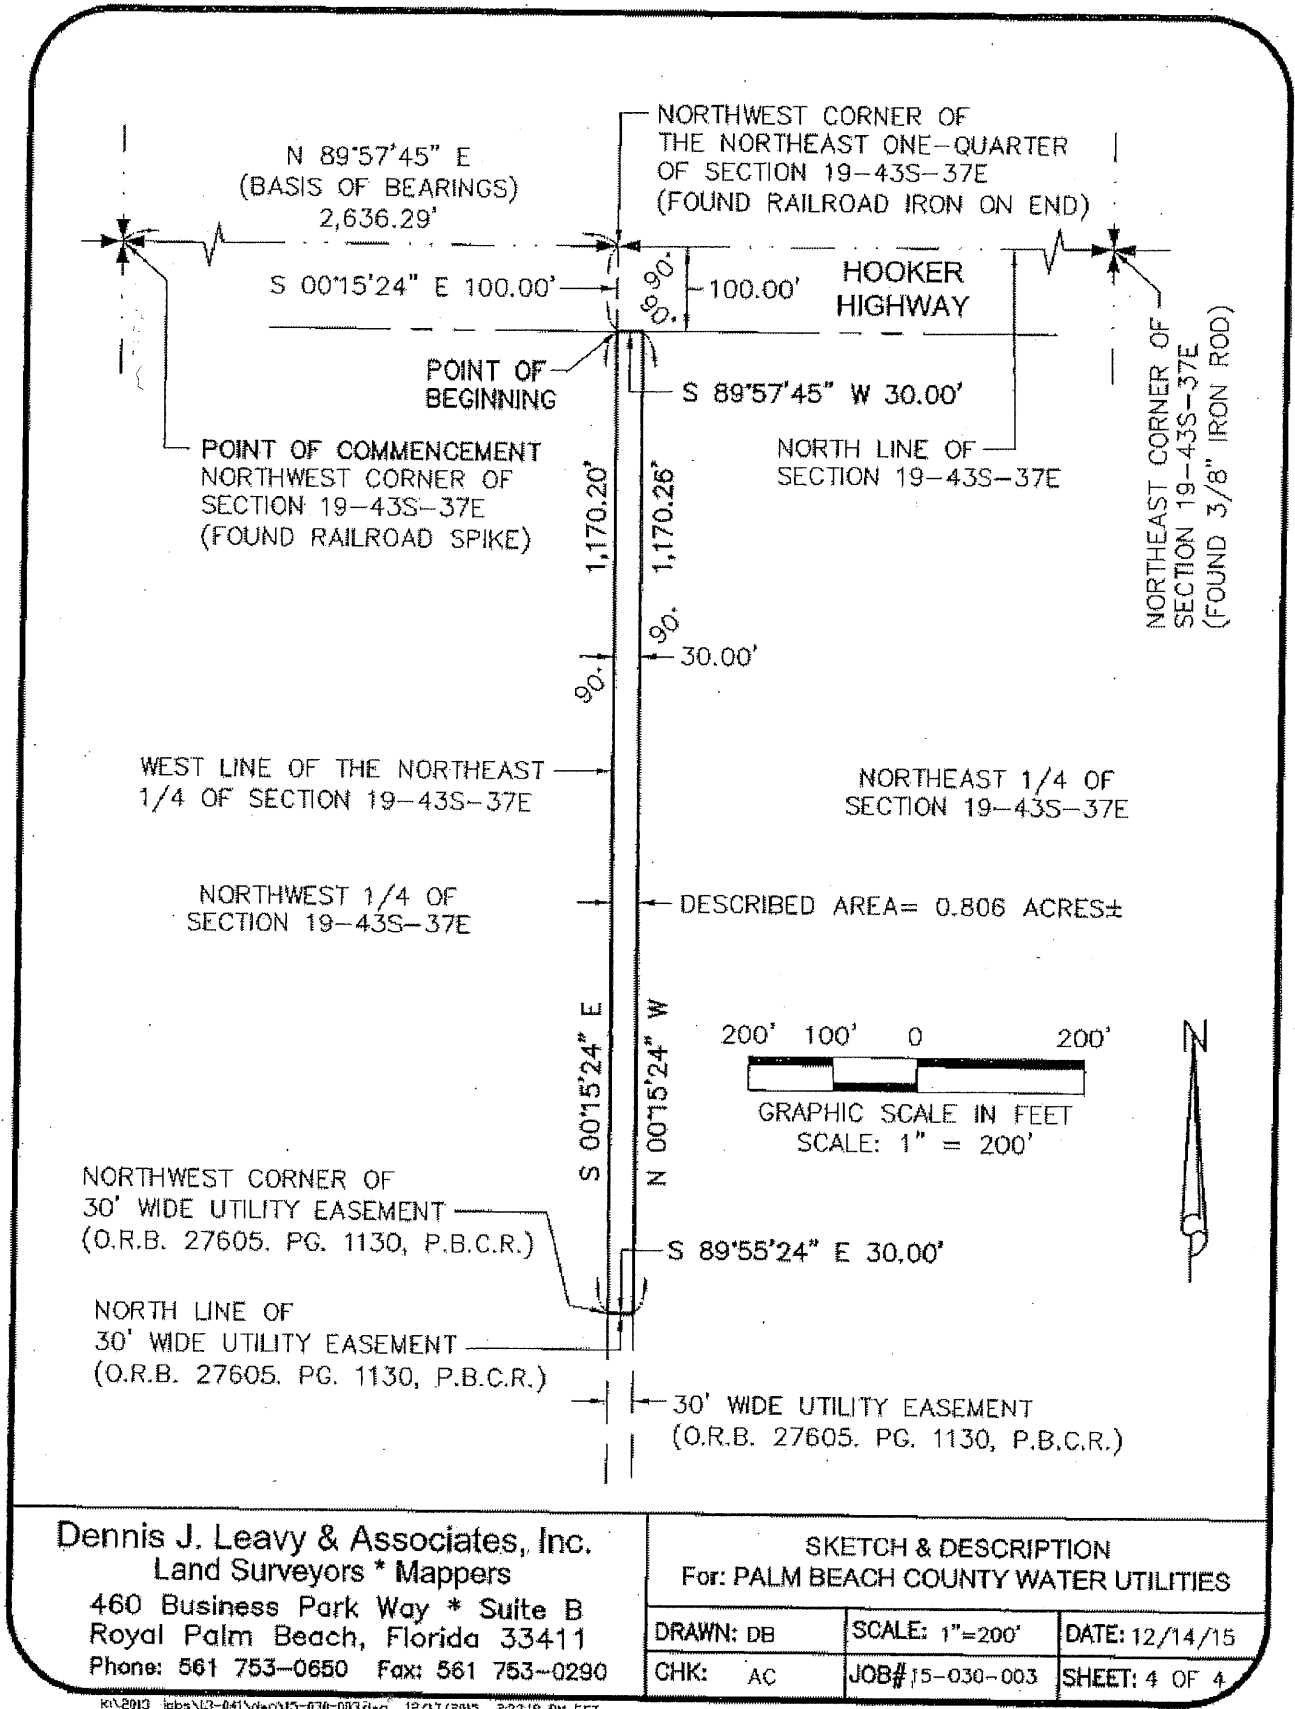 NORTHWEST CORNER OF
THE NORTHEAST ONE-QUARTER
OF SECTION 19-43S-37E
(FOUND RAILROAD IRON ON END)
N 89°57'45" E
(BASIS OF BEARINGS)
2,636.29'
S 00°15'24" E 100.00'
90°
90°
100.00'
HOOKER
HIGHWAY
POINT OF
BEGINNING
S 89°57'45" W 30.00'
POINT OF COMMENCEMENT
NORTHWEST CORNER OF
SECTION 19-43S-37E
(FOUND RAILROAD SPIKE)
NORTH LINE OF
SECTION 19-43S-37E
NORTHEAST CORNER OF
SECTION 19-43S-37E
(FOUND 3/8" IRON ROD)
1,170.20'
1,170.26'
90°
30.00'
90°
WEST LINE OF THE NORTHEAST
1/4 OF SECTION 19-43S-37E
NORTHEAST 1/4 OF
SECTION 19-43S-37E
NORTHWEST 1/4 OF
SECTION 19-43S-37E
DESCRIBED AREA= 0.806 ACRES±
S 00°15'24" E
N 00°15'24" W
200' 100' 0 200'
GRAPHIC SCALE IN FEET
SCALE: 1" = 200'
N
NORTHWEST CORNER OF
30' WIDE UTILITY EASEMENT
(O.R.B. 27605. PG. 1130, P.B.C.R.)
S 89°55'24" E 30.00'
NORTH LINE OF
30' WIDE UTILITY EASEMENT
(O.R.B. 27605. PG. 1130, P.B.C.R.)
30' WIDE UTILITY EASEMENT
(O.R.B. 27605. PG. 1130, P.B.C.R.)
Dennis J. Leavy & Associates, Inc.
Land Surveyors * Mappers
460 Business Park Way * Suite B
Royal Palm Beach, Florida 33411
Phone: 561 753-0650 Fax: 561 753-0290
SKETCH & DESCRIPTION
For: PALM BEACH COUNTY WATER UTILITIES
DRAWN: DB
SCALE: 1"=200'
DATE: 12/14/15
CHK: AC
JOB# 15-030-003
SHEET: 4 OF 4